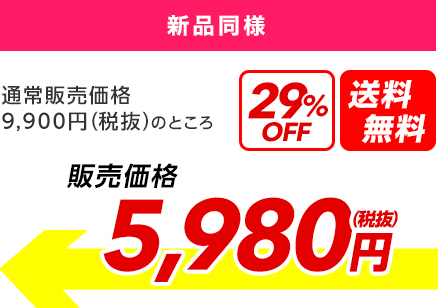 新品同様
通常販売価格
9,900円(税抜)のところ
29%
OFF
送料
無料
販売価格
5,980円(税抜)